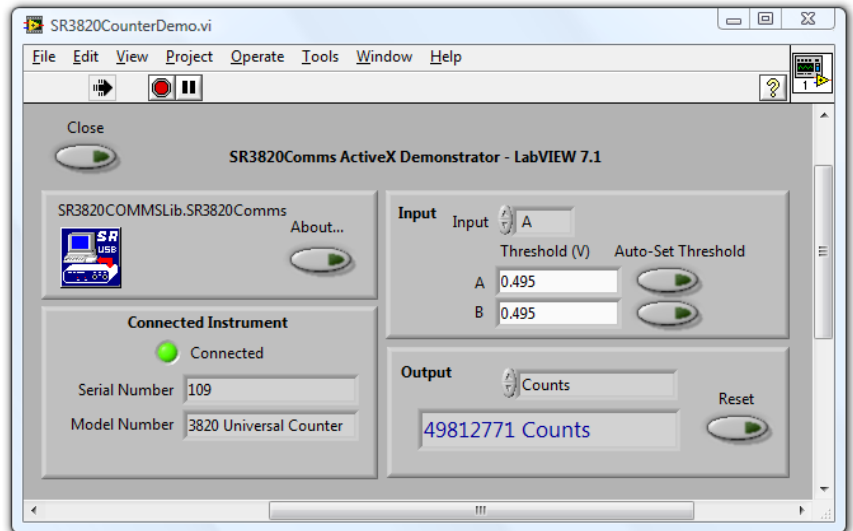 SR3820CounterDemo.vi
File Edit View Project Operate Tools Window Help
1
Close
SR3820Comms ActiveX Demonstrator - LabVIEW 7.1
SR3820COMMSLib.SR3820Comms
About...
SR
USB
Connected Instrument
Connected
Serial Number 109
Model Number 3820 Universal Counter
Input Input A
Threshold (V) Auto-Set Threshold
A 0.495
B 0.495
Output Counts
Reset
49812771 Counts